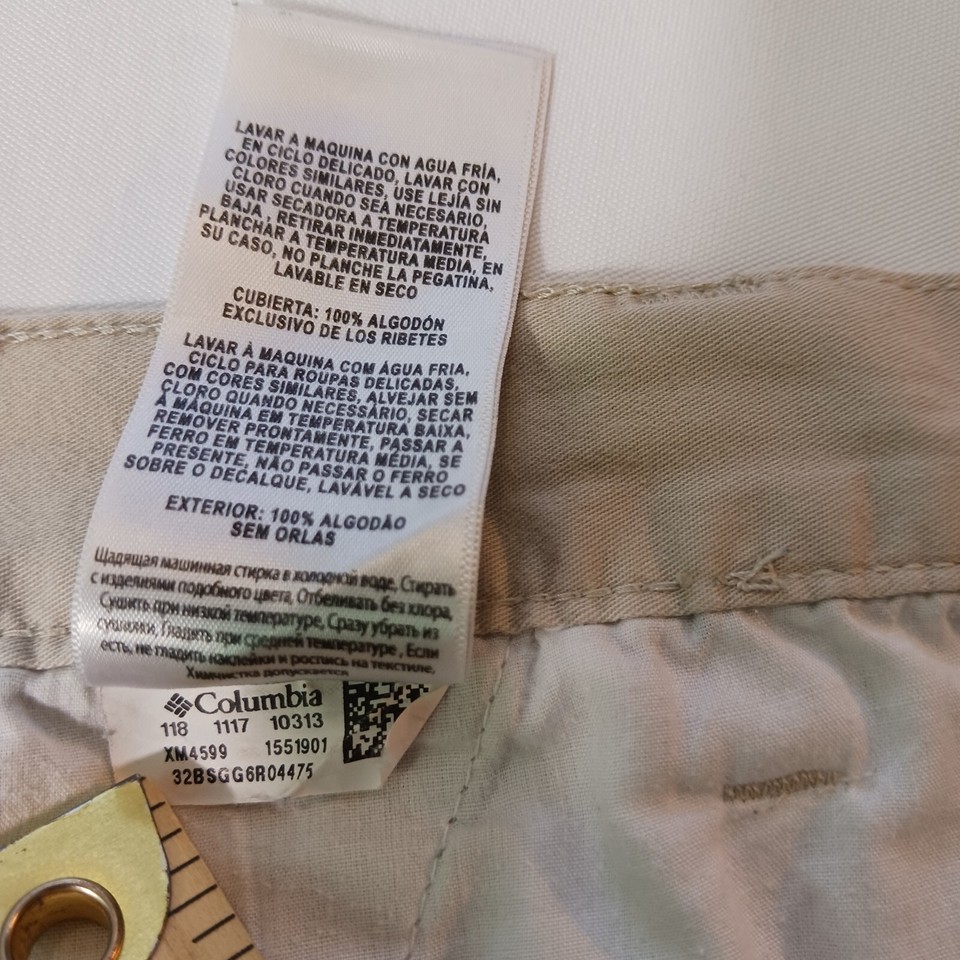 LAVAR A MAQUINA CON AGUA FRÍA,
EN CICLO DELICADO, LAVAR CON
COLORES SIMILARES, USE LEJÍA SIN
CLORO CUANDO SEA NECESARIO,
USAR SECADORA A TEMPERATURA
BAJA , RETIRAR INMEDIATAMENTE,
PLANCHAR A TEMPERATURA MEDIA, EN
SU CASO, NO PLANCHE LA PEGATINA,
LAVABLE EN SECO
CUBIERTA: 100% ALGODÓN
EXCLUSIVO DE LOS RIBETES
LAVAR À MAQUINA COM ÁGUA FRIA,
CICLO PARA ROUPAS DELICADAS,
COM CORES SIMILARES, ALVEJAR SEM
CLORO QUANDO NECESSÁRIO, SECAR
À MÁQUINA EM TEMPERATURA BAIXA,
REMOVER PRONTAMENTE, PASSAR A
FERRO EM TEMPERATURA MÉDIA, SE
PRESENTE, NÃO PASSAR O FERRO
SOBRE O DECALQUE, LAVÁVEL A SECO
EXTERIOR: 100% ALGODÃO
SEM ORLAS
Щадящая машинная стирка в холодной воде, Стирать
с изделиями подобного цвета, Отбеливать без хлора,
Сушить при низкой температуре, Сразу убрать из
сушилки, Гладить при средней температуре , Если
есть, не гладить наклейки и роспись на текстиле,
Химчистка допускается
Columbia
118 1117 10313
XM4599 1551901
32BSGG6R04475